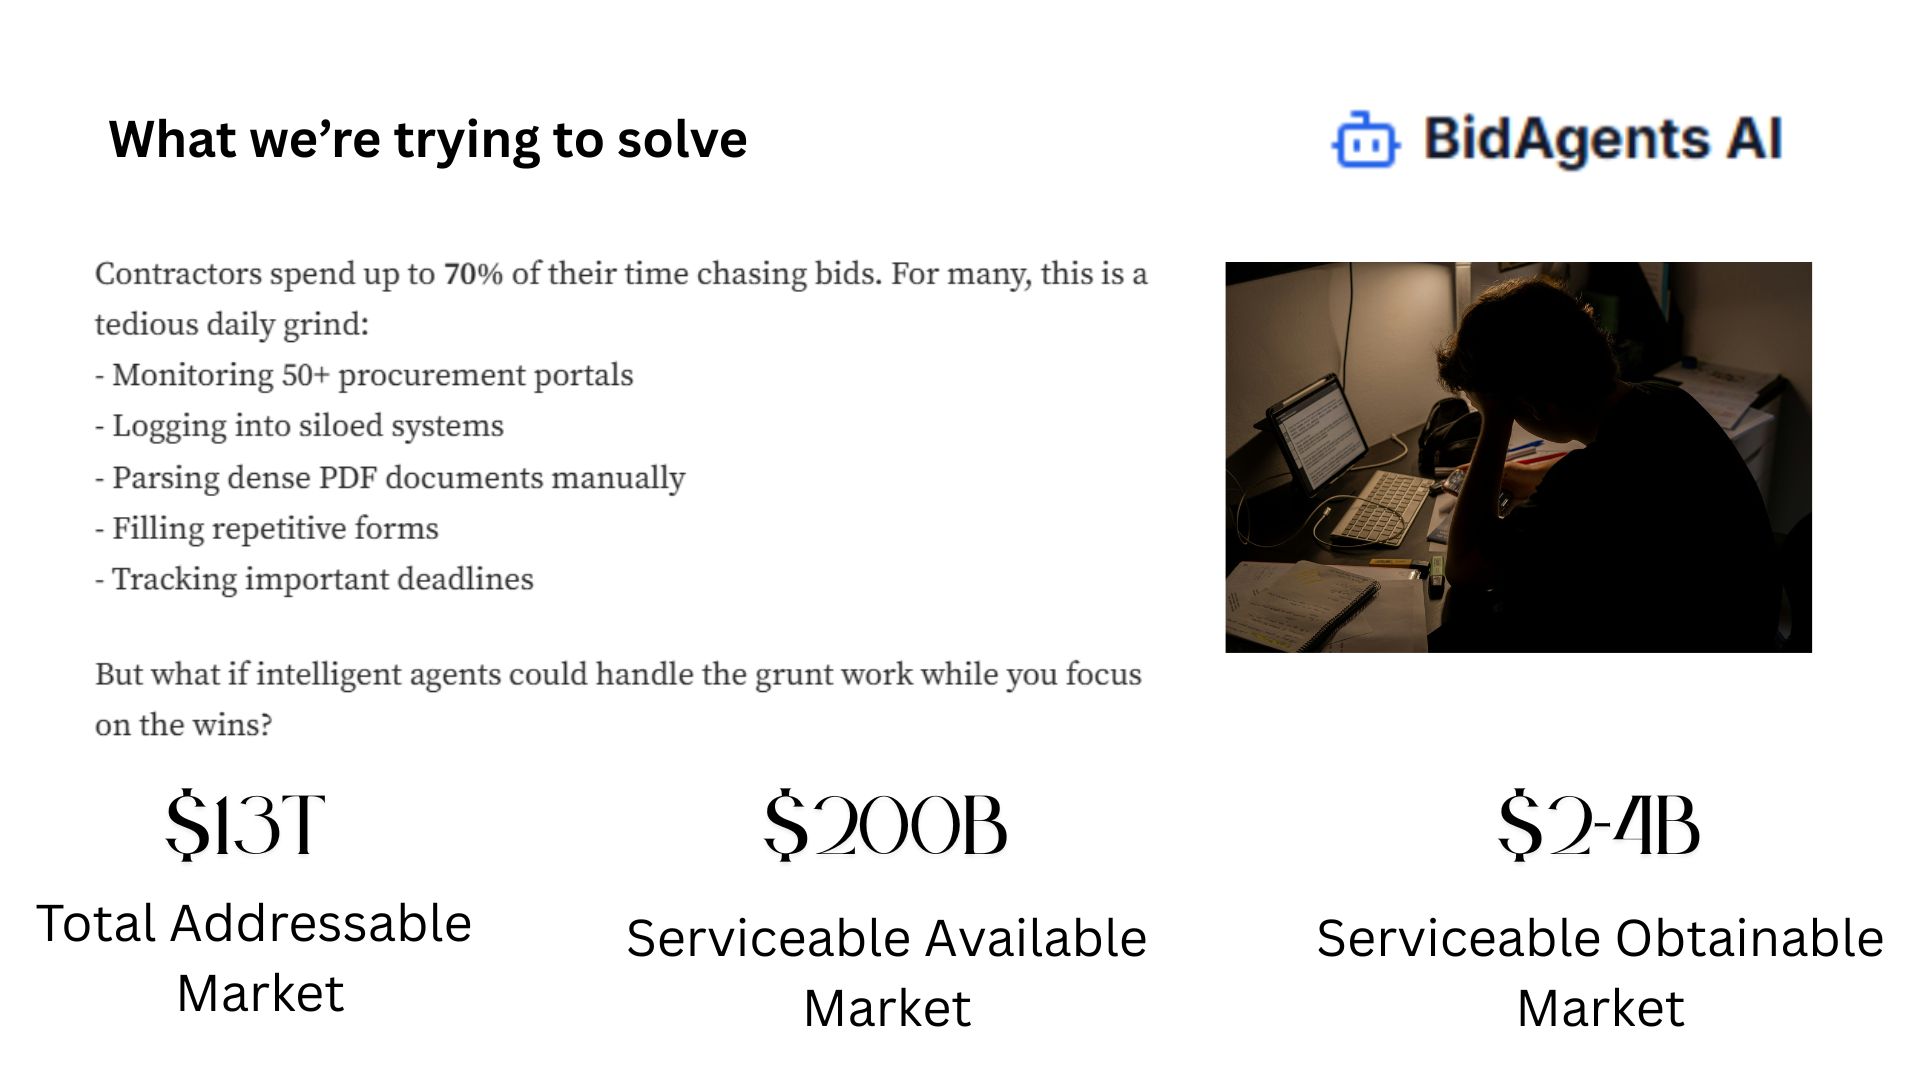 What we’re trying to solve
BidAgents AI
Contractors spend up to 70% of their time chasing bids. For many, this is a
tedious daily grind:
- Monitoring 50+ procurement portals
- Logging into siloed systems
- Parsing dense PDF documents manually
- Filling repetitive forms
- Tracking important deadlines
But what if intelligent agents could handle the grunt work while you focus
on the wins?
$13T
Total Addressable
Market
$200B
Serviceable Available
Market
$2-4B
Serviceable Obtainable
Market